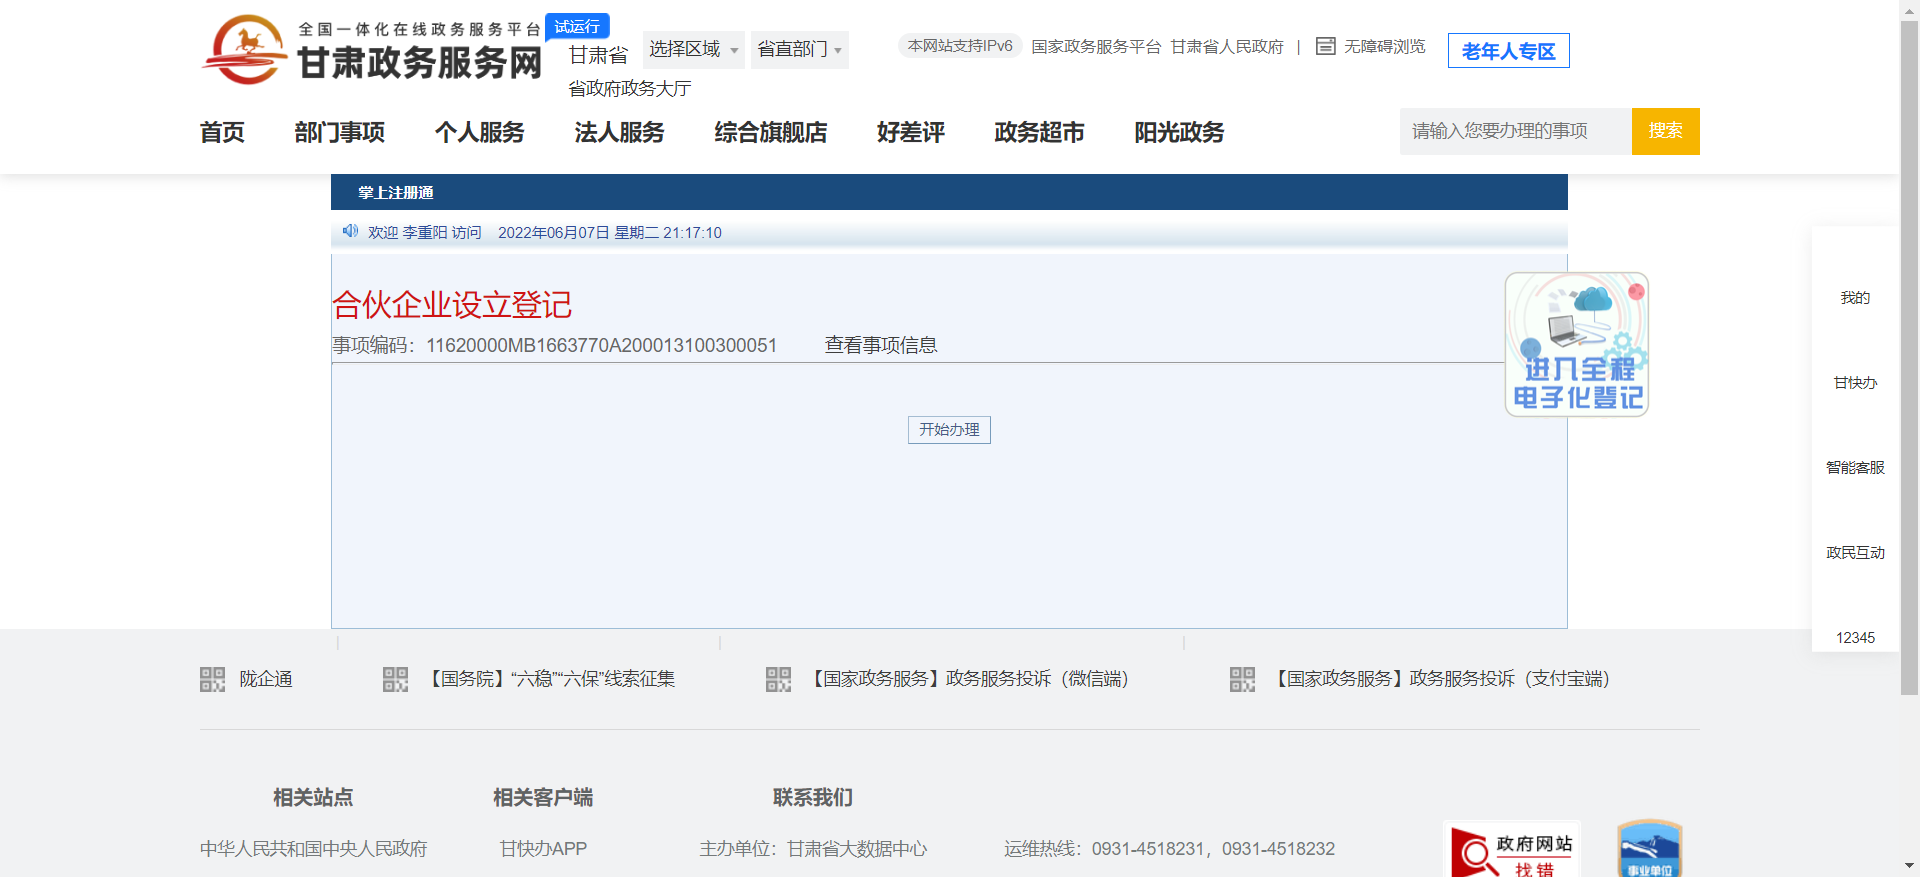 全国一体化在线政务服务平台
甘肃政务服务网
试运行
甘肃省
选择区域
省直部门
省政府政务大厅
本网站支持IPv6
国家政务服务平台
甘肃省人民政府
|
无障碍浏览
老年人专区
首页
部门事项
个人服务
法人服务
综合旗舰店
好差评
政务超市
阳光政务
请输入您要办理的事项
搜索
掌上注册通
欢迎 李重阳 访问 2022年06月07日 星期二 21:17:10
合伙企业设立登记
事项编码：11620000MB1663770A200013100300051
查看事项信息
进入全程
电子化登记
开始办理
我的
甘快办
智能客服
政民互动
12345
陇企通
【国务院】“六稳”“六保”线索征集
【国家政务服务】政务服务投诉（微信端）
【国家政务服务】政务服务投诉（支付宝端）
相关站点
相关客户端
联系我们
中华人民共和国中央人民政府
甘快办APP
主办单位：甘肃省大数据中心
运维热线：0931-4518231，0931-4518232
政府网站
找错
事业单位